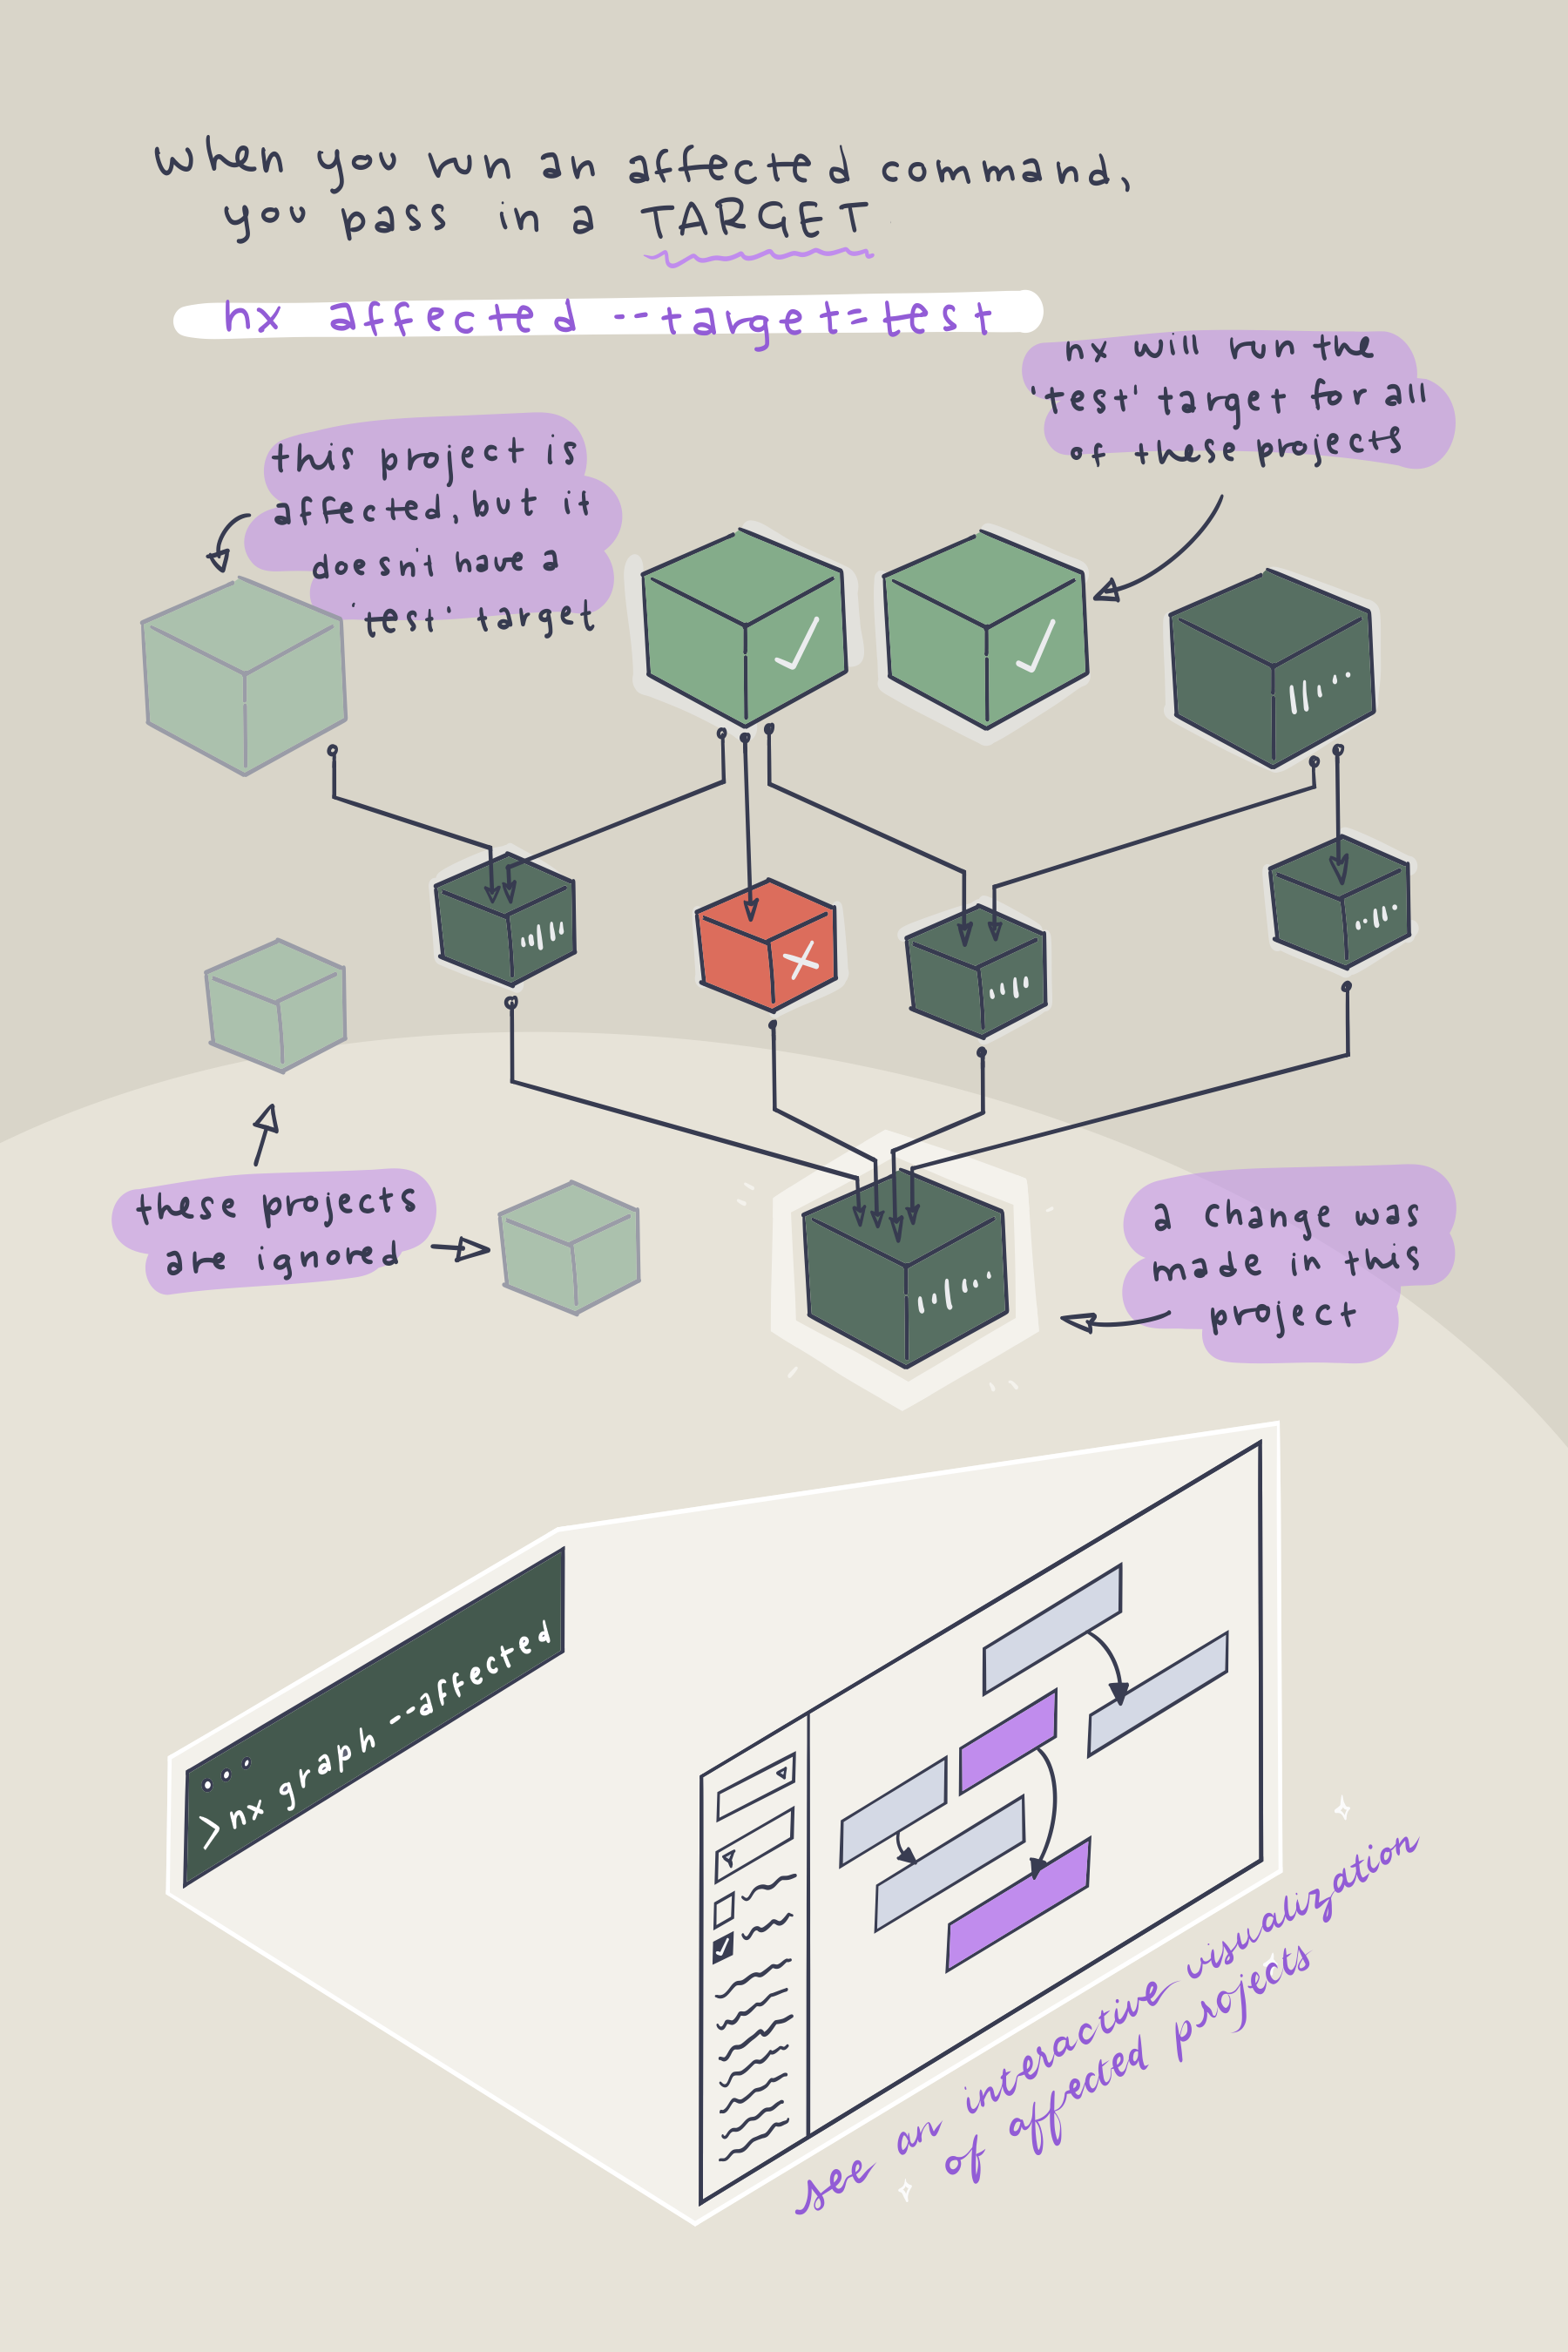 when you run an affected command,
you pass in a TARGET
nx affected --target=test
nx will run the
'test' target for all
of these projects
this project is
affected, but it
doesn't have a
'test' target
these projects
are ignored
a change was
made in this
project
>nx graph --affected
see an interactive visualization
of affected projects